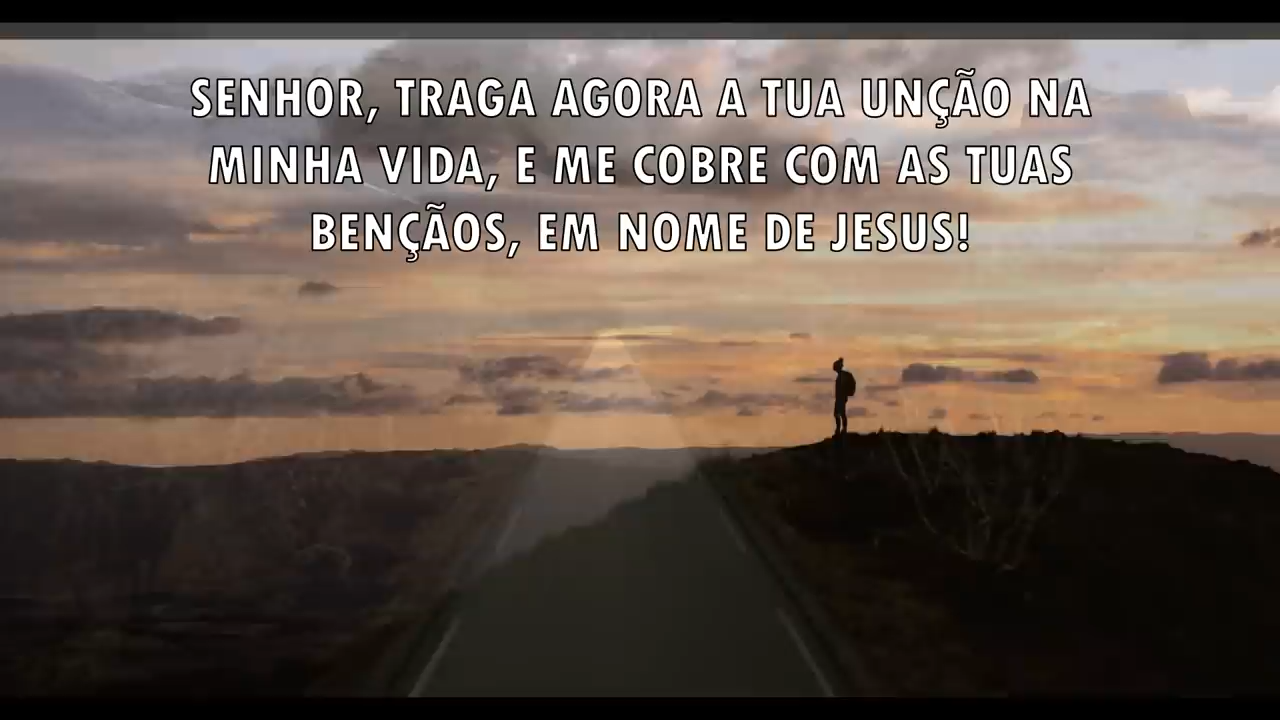 SENHOR, TRAGA AGORA A TUA UNÇÃO NA
MINHA VIDA, E ME COBRE COM AS TUAS
BENÇÃOS, EM NOME DE JESUS!